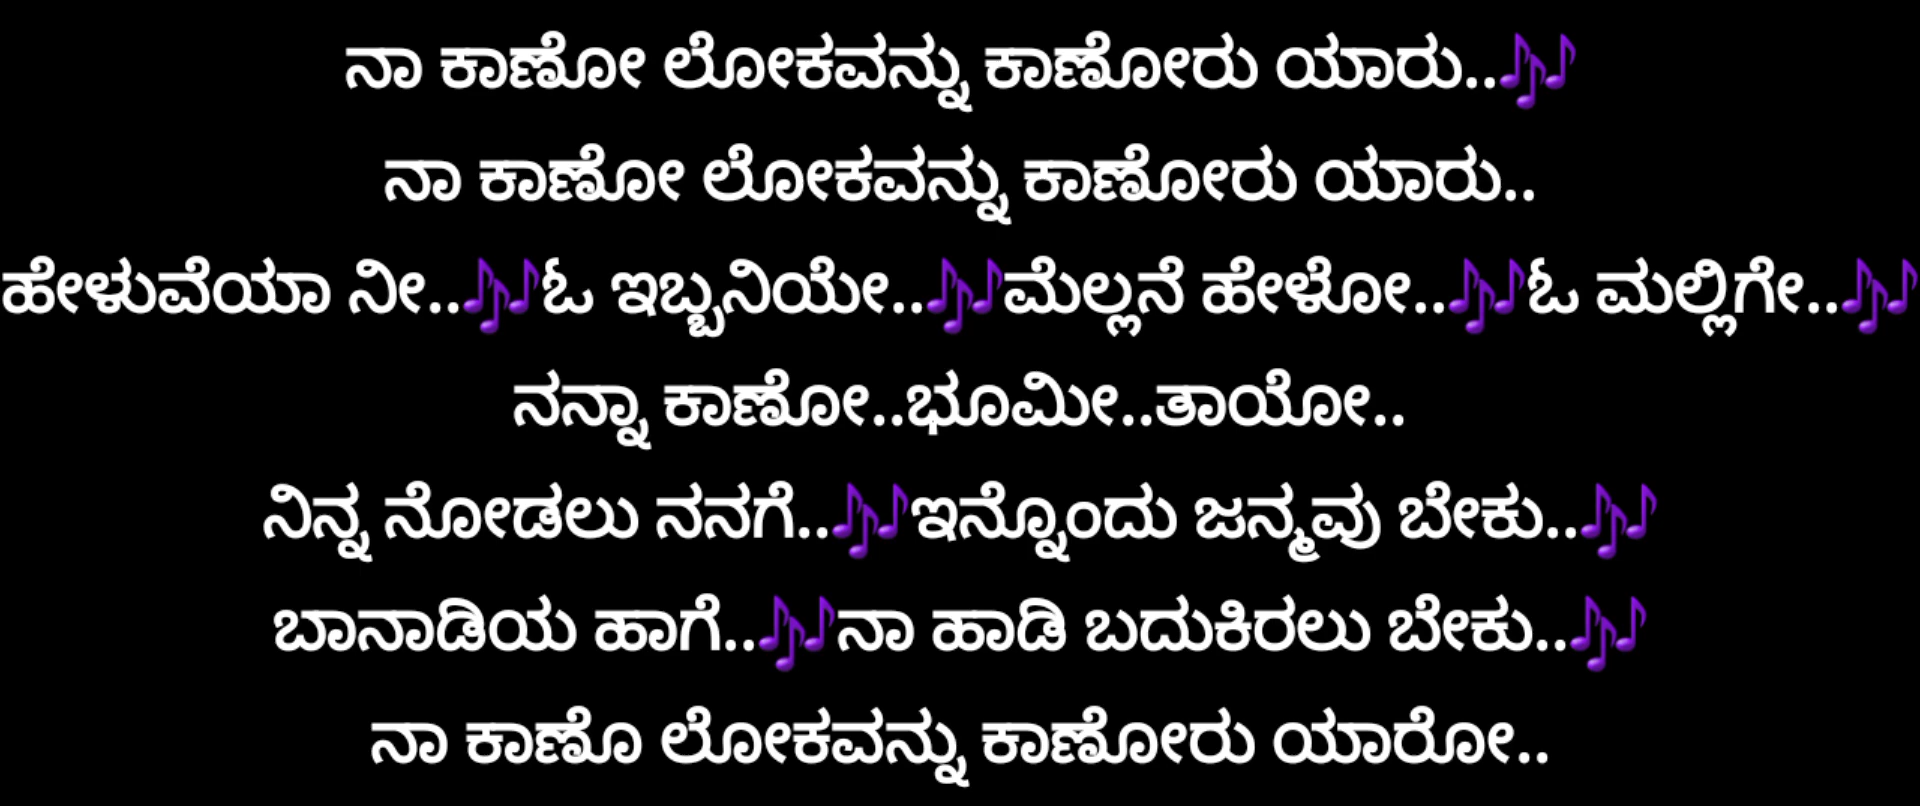 ನಾ ಕಾಣೋ ಲೋಕವನ್ನು ಕಾಣೋರು ಯಾರು..🎶
ನಾ ಕಾಣೋ ಲೋಕವನ್ನು ಕಾಣೋರು ಯಾರು..
ಹೇಳುವೆಯಾ ನೀ..🎶ಓ ಇಬ್ಬನಿಯೇ..🎶ಮೆಲ್ಲನೆ ಹೇಳೋ..🎶ಓ ಮಲ್ಲಿಗೇ..🎶
ನನ್ನಾ ಕಾಣೋ..ಭೂಮೀ..ತಾಯೋ..
ನಿನ್ನ ನೋಡಲು ನನಗೆ..🎶ಇನ್ನೊಂದು ಜನ್ಮವು ಬೇಕು..🎶
ಬಾನಾಡಿಯ ಹಾಗೆ..🎶ನಾ ಹಾಡಿ ಬದುಕಿರಲು ಬೇಕು..🎶
ನಾ ಕಾಣೊ ಲೋಕವನ್ನು ಕಾಣೋರು ಯಾರೋ..